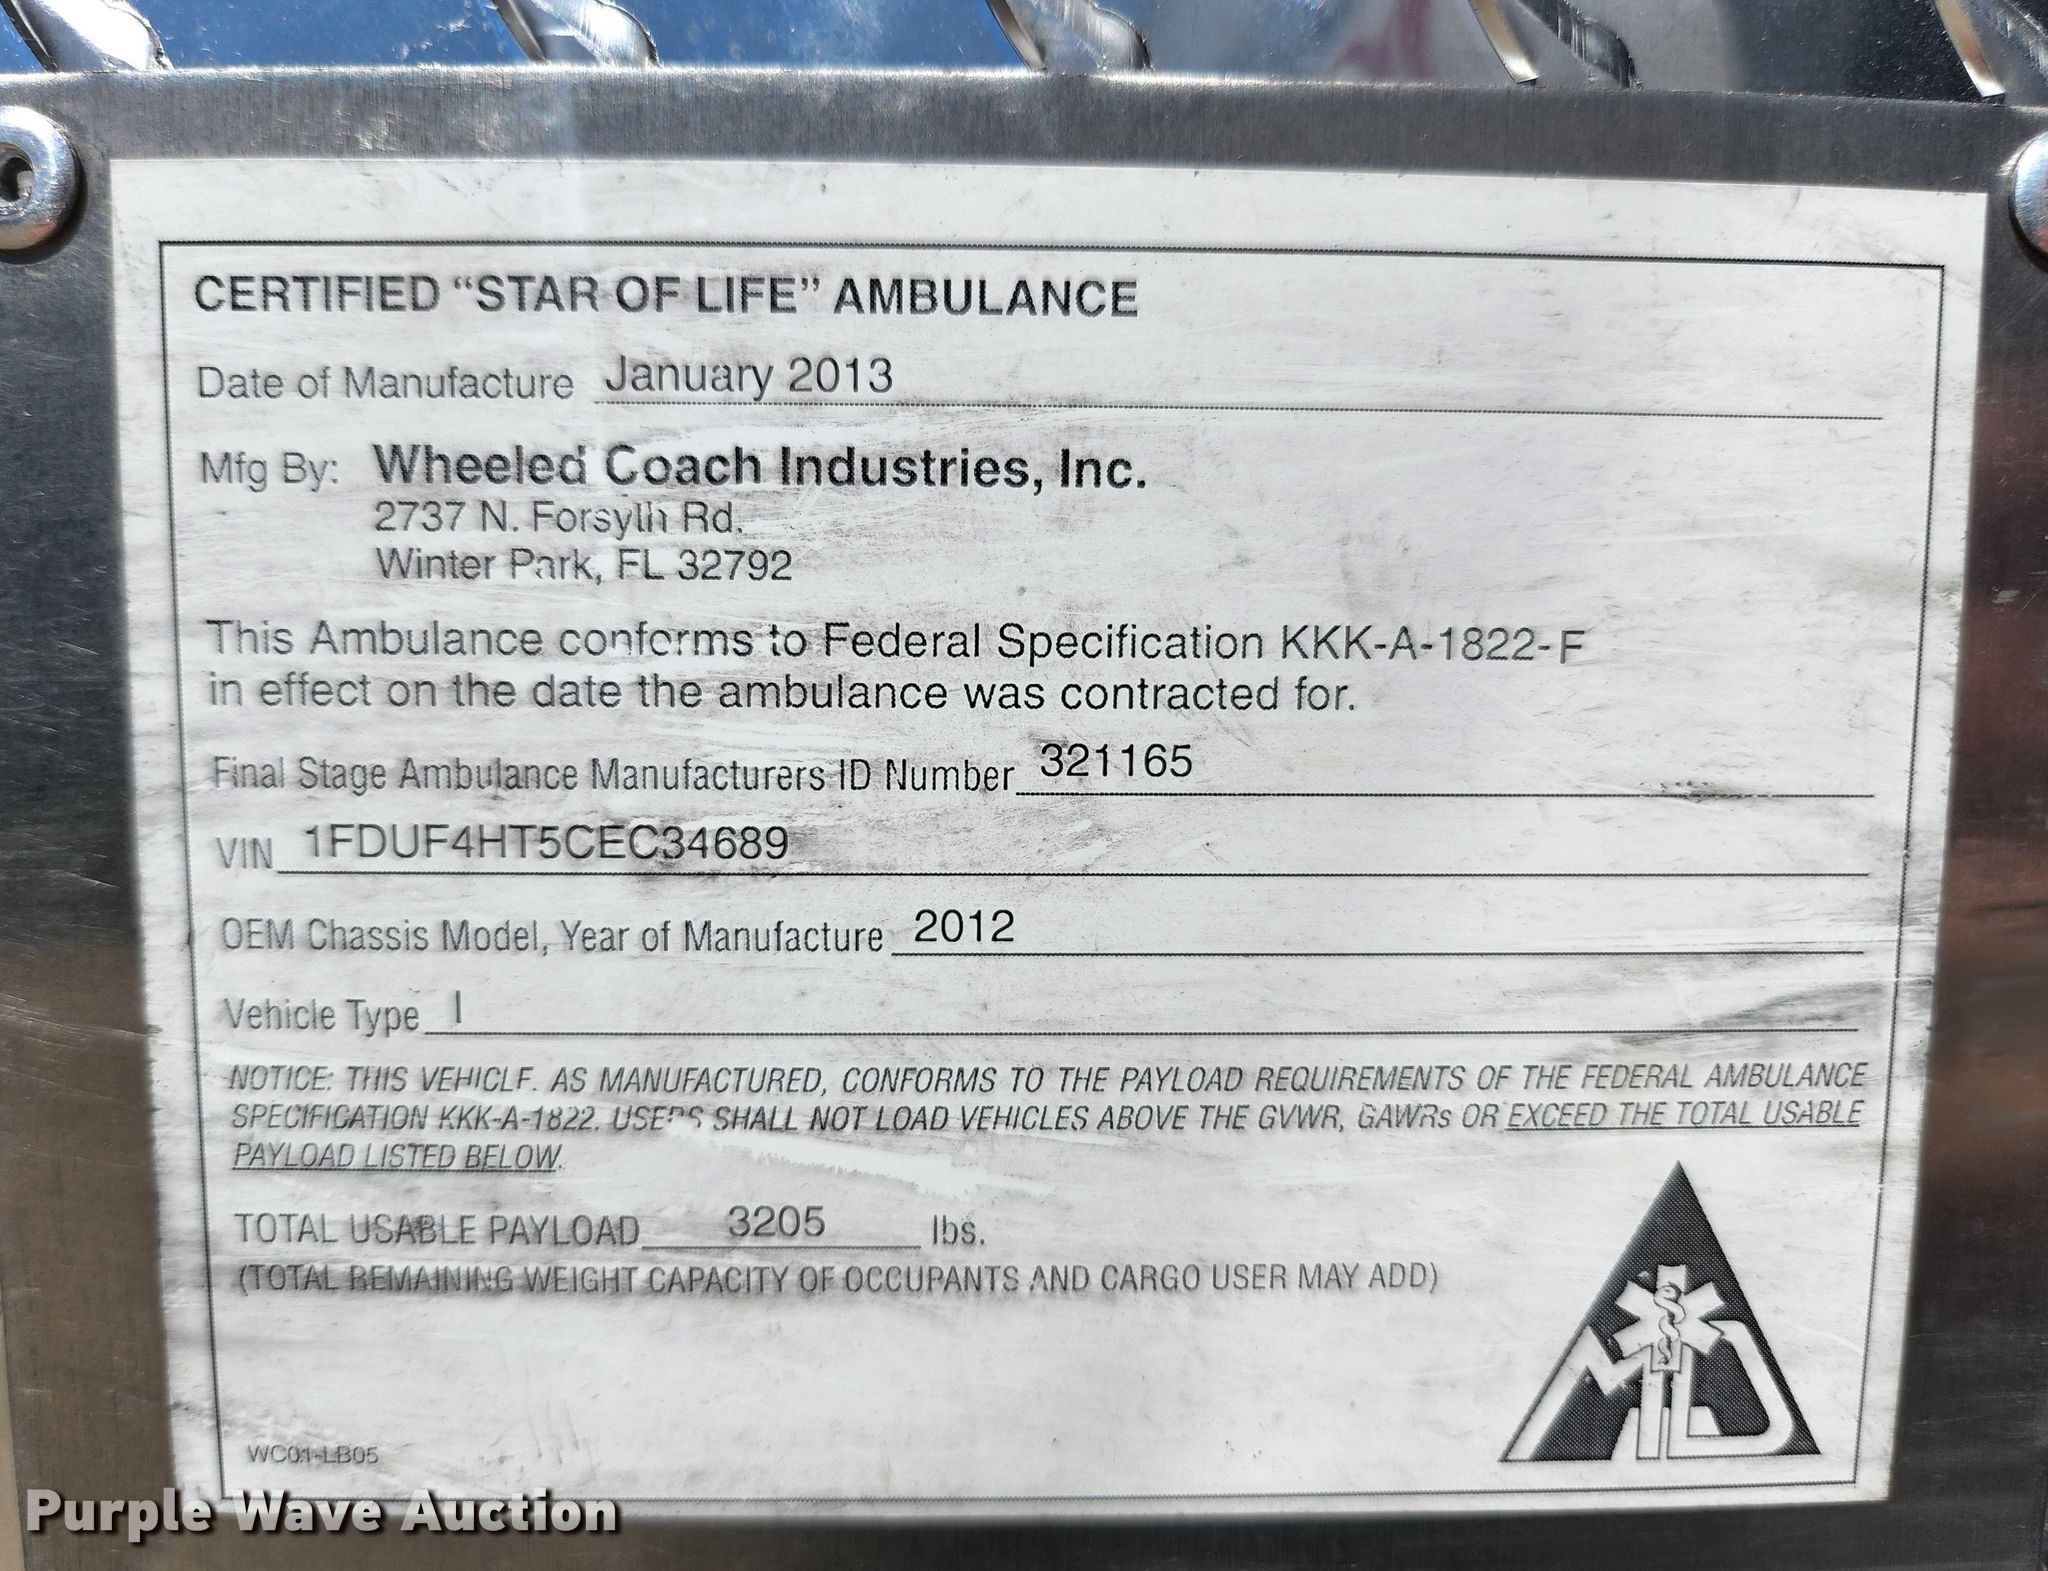 CERTIFIED "STAR OF LIFE" AMBULANCE
Date of Manufacture January 2013
Mfg By: Wheeled Coach Industries, Inc.
2737 N. Forsyth Rd.
Winter Park, FL 32792
This Ambulance conforms to Federal Specification KKK-A-1822-F
in effect on the date the ambulance was contracted for.
Final Stage Ambulance Manufacturers ID Number 321165
VIN 1FDUF4HT5CEC34689
OEM Chassis Model, Year of Manufacture 2012
Vehicle Type I
NOTICE: THIS VEHICLE. AS MANUFACTURED, CONFORMS TO THE PAYLOAD REQUIREMENTS OF THE FEDERAL AMBULANCE
SPECIFICATION KKK-A-1822. USERS SHALL NOT LOAD VEHICLES ABOVE THE GVWR, GAWRs OR EXCEED THE TOTAL USABLE
PAYLOAD LISTED BELOW.
TOTAL USABLE PAYLOAD 3205 lbs.
(TOTAL REMAINING WEIGHT CAPACITY OF OCCUPANTS AND CARGO USER MAY ADD)
AMD
WC01-LB05
Purple Wave Auction